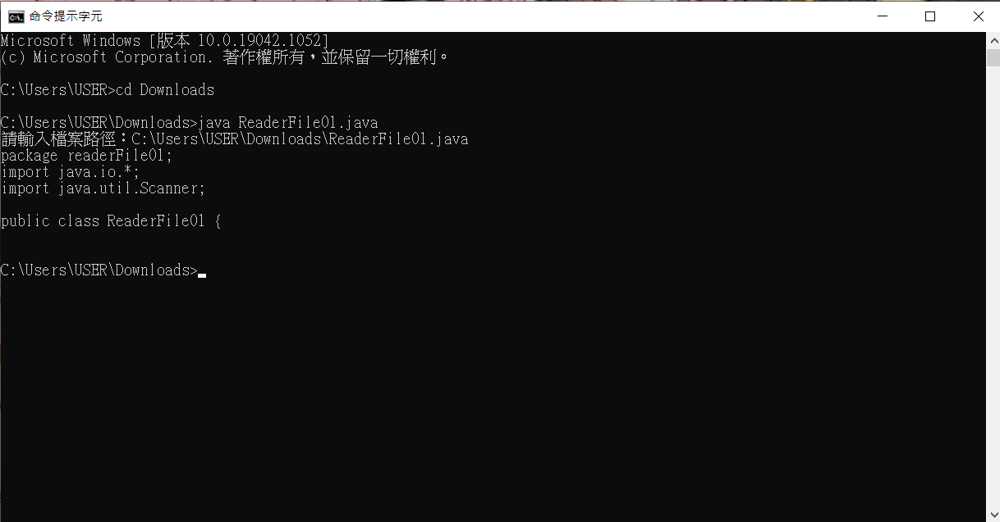 命令提示字元
Microsoft Windows [版本 10.0.19042.1052]
(c) Microsoft Corporation. 著作權所有，並保留一切權利。
C:\Users\USER>cd Downloads
C:\Users\USER\Downloads>java ReaderFile01.java
請輸入檔案路徑：C:\Users\USER\Downloads\ReaderFile01.java
package readerFile01;
import java.io.*;
import java.util.Scanner;
public class ReaderFile01 {
C:\Users\USER\Downloads>